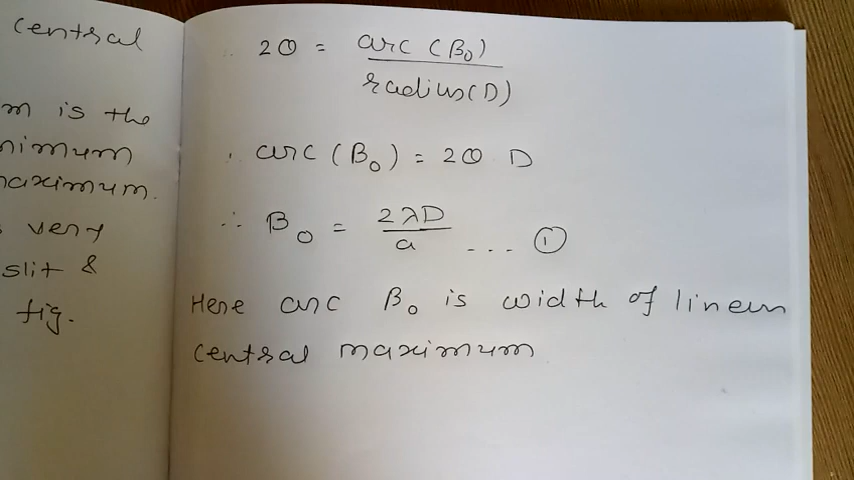 central
m is the
nimum
maximum.
very
slit &
fig.
2θ = arc (β₀) / radius (D)
∴ arc (β₀) = 2θ D
∴ β₀ = 2λD / a ... ①
Here arc β₀ is width of linear
central maximum